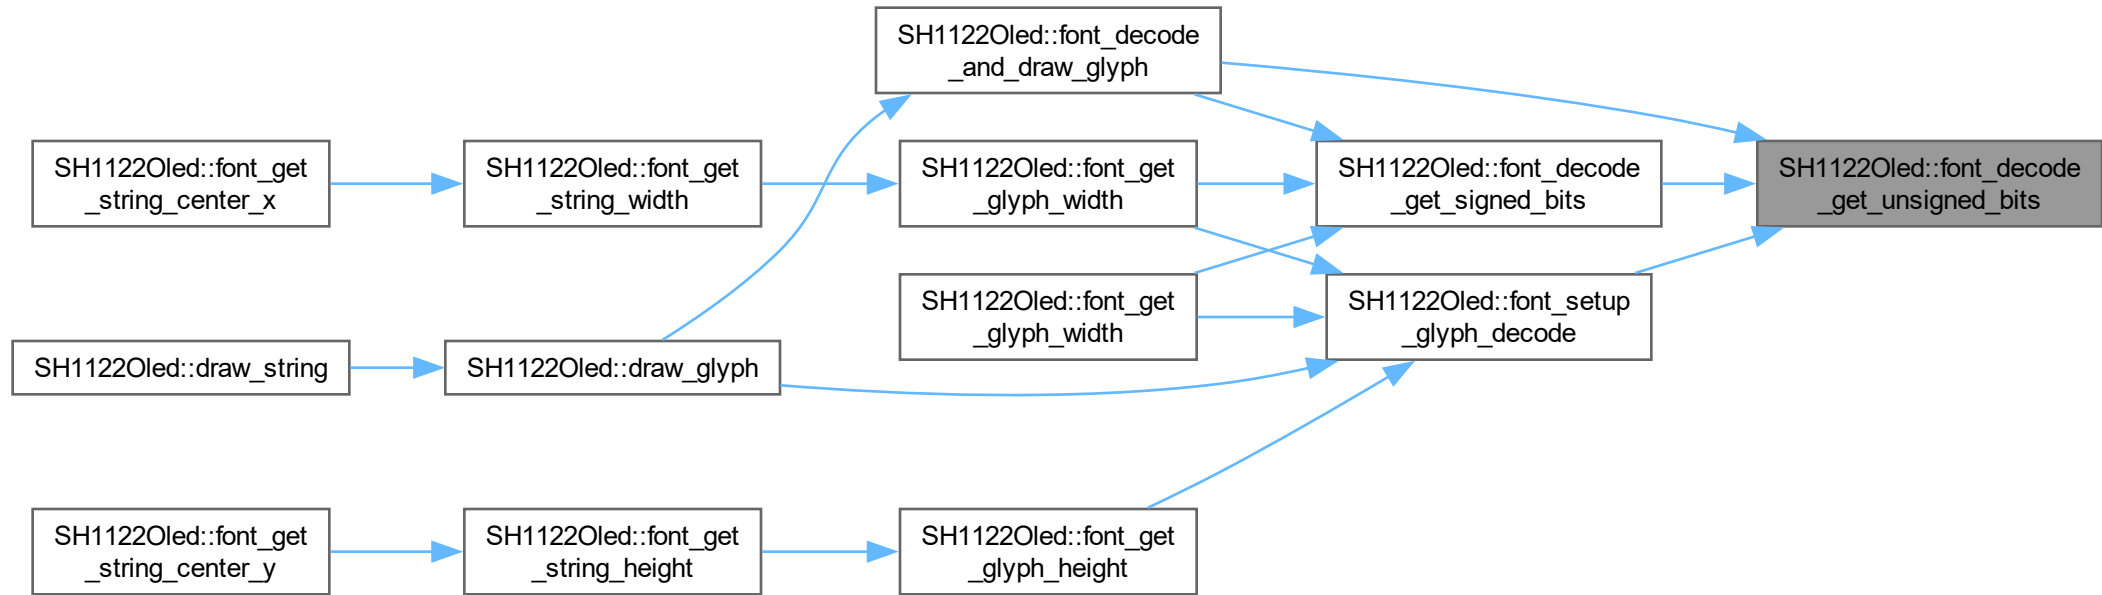 SH1122Oled::font_decode
_and_draw_glyph
SH1122Oled::font_get
_string_center_x
SH1122Oled::font_get
_string_width
SH1122Oled::font_get
_glyph_width
SH1122Oled::font_decode
_get_signed_bits
SH1122Oled::font_decode
_get_unsigned_bits
SH1122Oled::font_get
_glyph_width
SH1122Oled::font_setup
_glyph_decode
SH1122Oled::draw_string
SH1122Oled::draw_glyph
SH1122Oled::font_get
_string_center_y
SH1122Oled::font_get
_string_height
SH1122Oled::font_get
_glyph_height